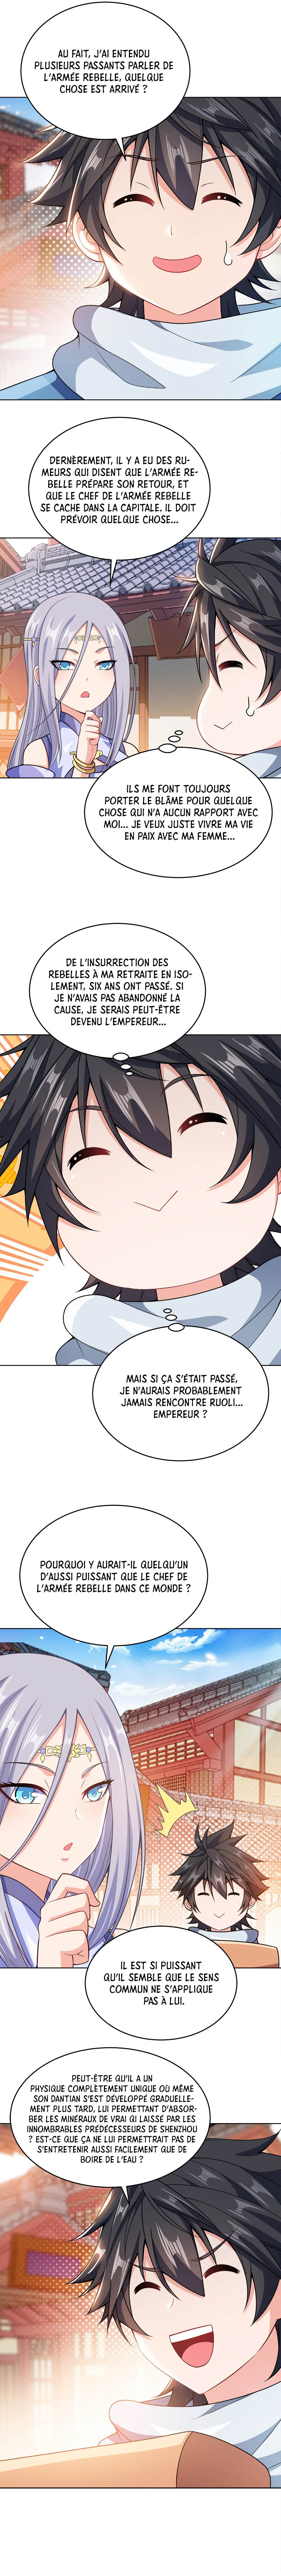 AU FAIT, J'AI ENTENDU
PLUSIEURS PASSANTS PARLER DE
L'ARMÉE REBELLE, QUELQUE
CHOSE EST ARRIVÉ ?
DERNÈREMENT, IL Y A EU DES RU-
MEURS QUI DISENT QUE L'ARMÉE RE-
BELLE PRÉPARE SON RETOUR, ET
QUE LE CHEF DE L'ARMÉE REBELLE
SE CACHE DANS LA CAPITALE. IL DOIT
PRÉVOIR QUELQUE CHOSE...
ILS ME FONT TOUJOURS
PORTER LE BLÂME POUR QUELQUE
CHOSE QUI N'A AUCUN RAPPORT AVEC
MOI... JE VEUX JUSTE VIVRE MA VIE
EN PAIX AVEC MA FEMME...
DE L'INSURRECTION DES
REBELLES À MA RETRAITE EN ISO-
LEMENT, SIX ANS ONT PASSÉ. SI
JE N'AVAIS PAS ABANDONNÉ LA
CAUSE, JE SERAIS PEUT-ÊTRE
DEVENU L'EMPEREUR...
MAIS SI ÇA S'ÉTAIT PASSÉ,
JE N'AURAIS PROBABLEMENT
JAMAIS RENCONTRE RUOLI...
EMPEREUR ?
POURQUOI Y AURAIT-IL QUELQU'UN
D'AUSSI PUISSANT QUE LE CHEF DE
L'ARMÉE REBELLE DANS CE MONDE ?
IL EST SI PUISSANT
QU'IL SEMBLE QUE LE SENS
COMMUN NE S'APPLIQUE
PAS À LUI.
PEUT-ÊTRE QU'IL A UN
PHYSIQUE COMPLÈTEMENT UNIQUE OÙ MÊME
SON DANTIAN S'EST DÉVELOPPÉ GRADUELLE-
MENT PLUS TARD, LUI PERMETTANT D'ABSOR-
BER LES MINÉRAUX DE VRAI QI LAISSÉ PAR LES
INNOMBRABLES PRÉDÉCESSEURS DE SHENZHOU
? EST-CE QUE ÇA NE LUI PERMETTRAIT PAS DE
S'ENTRETENIR AUSSI FACILEMENT QUE DE
BOIRE DE L'EAU ?